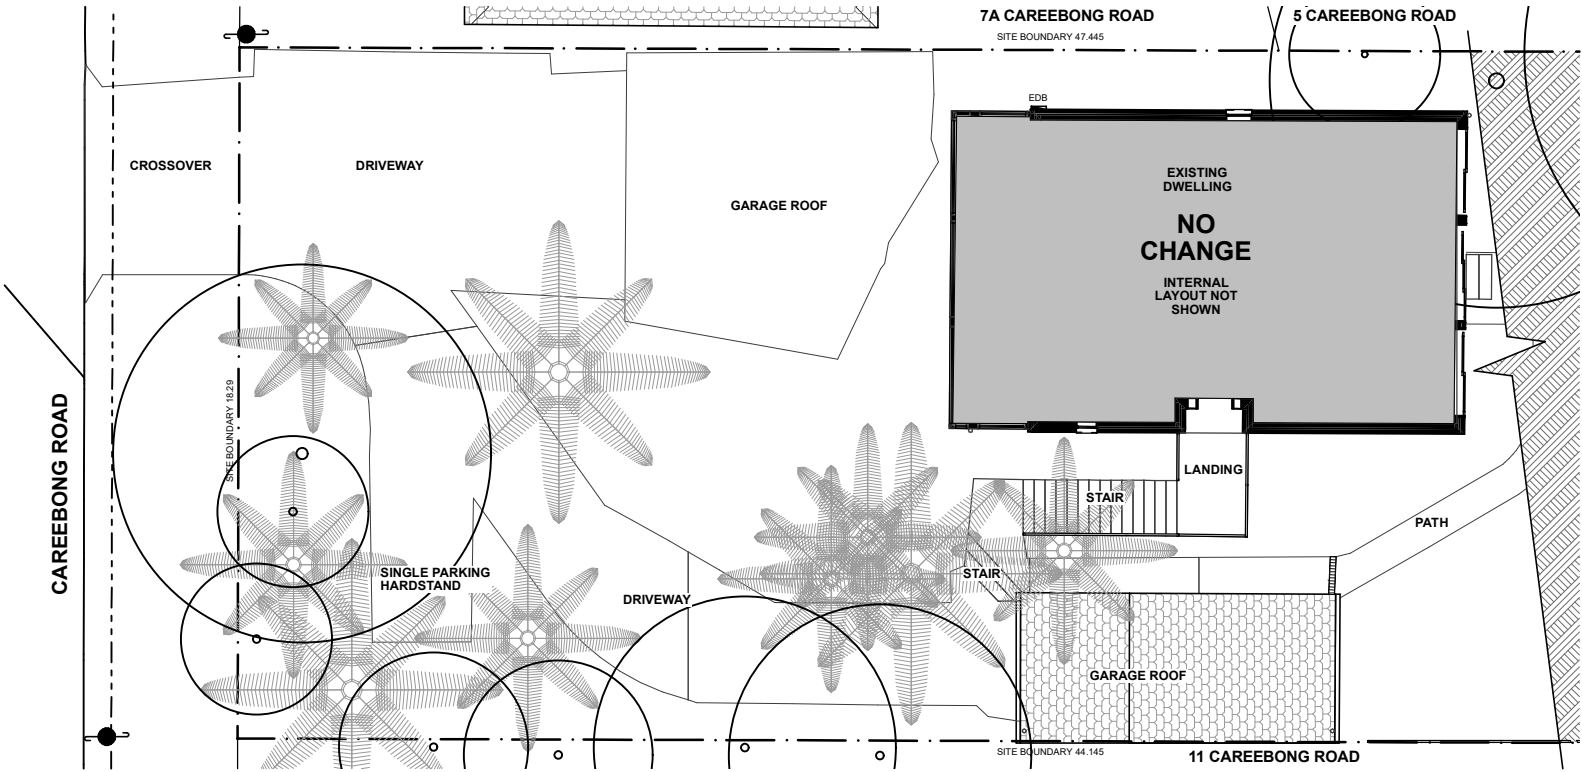 7A CAREEBONG ROAD
5 CAREEBONG ROAD
SITE BOUNDARY 47.445
EDB
CROSSOVER
DRIVEWAY
GARAGE ROOF
EXISTING
DWELLING
NO
CHANGE
INTERNAL
LAYOUT NOT
SHOWN
CAREEBONG ROAD
SITE BOUNDARY 18.29
LANDING
STAIR
PATH
SINGLE PARKING
HARDSTAND
STAIR
DRIVEWAY
GARAGE ROOF
SITE BOUNDARY 44.145
11 CAREEBONG ROAD